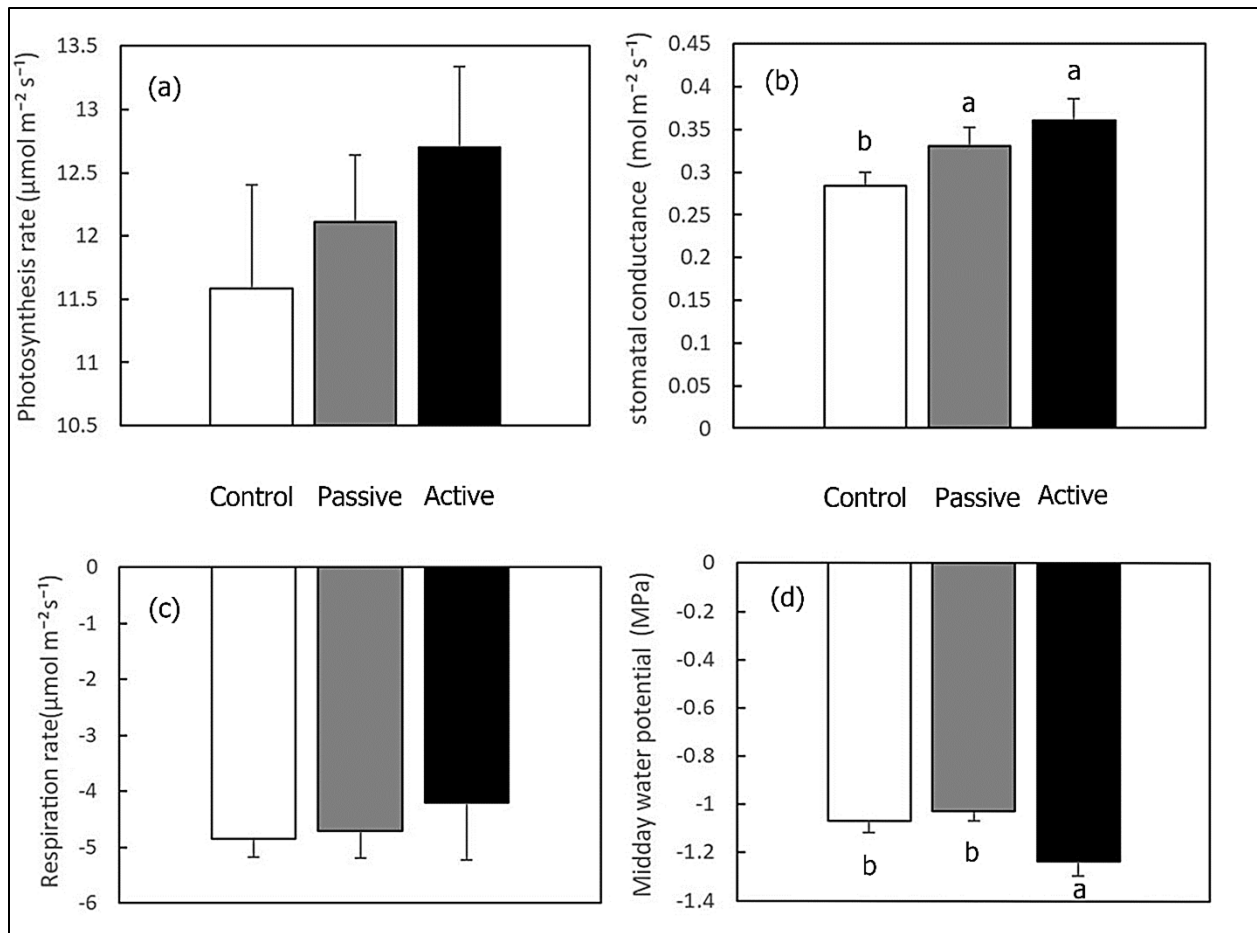 Photosynthesis rate (µmol m⁻² s⁻¹)
13.5
13
12.5
12
11.5
11
10.5
(a)
stomatal conductance (mol m⁻² s⁻¹)
0.45
0.4
0.35
0.3
0.25
0.2
0.15
0.1
0.05
0
(b)
b
a
a
Control Passive Active
Control Passive Active
Respiration rate(µmol m⁻²s⁻¹)
0
-1
-2
-3
-4
-5
-6
(c)
Midday water potential (MPa)
0
-0.2
-0.4
-0.6
-0.8
-1
-1.2
-1.4
(d)
b
b
a